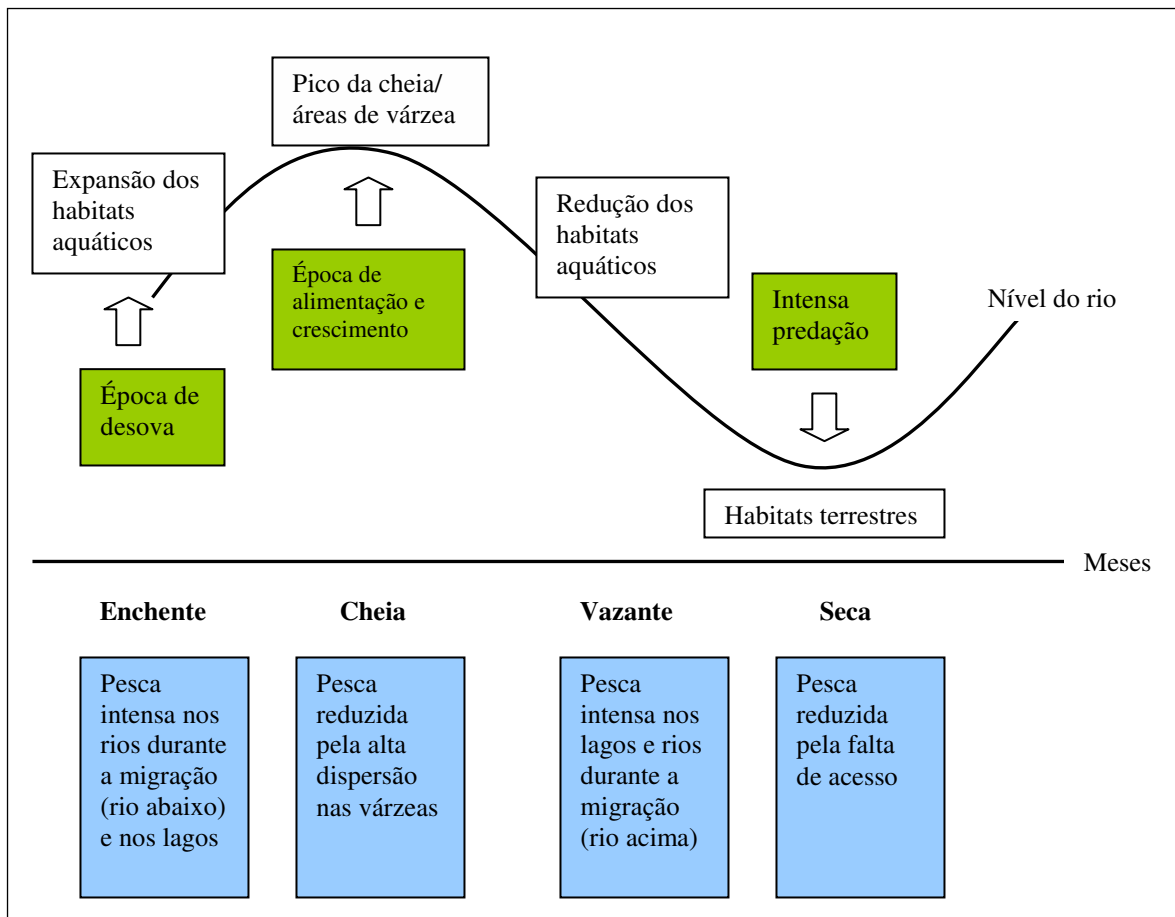 Pico da cheia/
áreas de várzea
Expansão dos
habitats
aquáticos
Redução dos
habitats
aquáticos
Época de
alimentação e
crescimento
Intensa
predação
Nível do rio
Época de
desova
Habitats terrestres
Meses
Enchente
Cheia
Vazante
Seca
Pesca
intensa nos
rios durante
a migração
(rio abaixo)
e nos lagos
Pesca
reduzida
pela alta
dispersão
nas várzeas
Pesca
intensa nos
lagos e rios
durante a
migração
(rio acima)
Pesca
reduzida
pela falta
de acesso